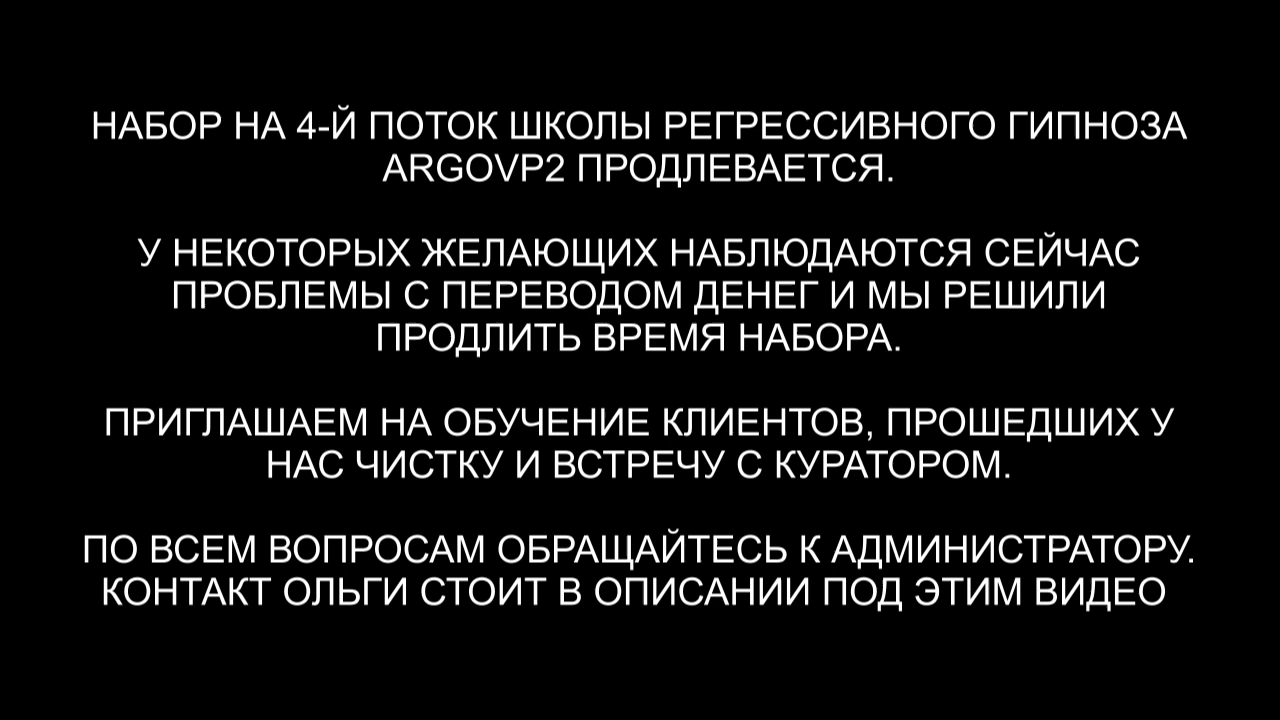 НАБОР НА 4-Й ПОТОК ШКОЛЫ РЕГРЕССИВНОГО ГИПНОЗА
ARGOVP2 ПРОДЛЕВАЕТСЯ.
У НЕКОТОРЫХ ЖЕЛАЮЩИХ НАБЛЮДАЮТСЯ СЕЙЧАС
ПРОБЛЕМЫ С ПЕРЕВОДОМ ДЕНЕГ И МЫ РЕШИЛИ
ПРОДЛИТЬ ВРЕМЯ НАБОРА.
ПРИГЛАШАЕМ НА ОБУЧЕНИЕ КЛИЕНТОВ, ПРОШЕДШИХ У
НАС ЧИСТКУ И ВСТРЕЧУ С КУРАТОРОМ.
ПО ВСЕМ ВОПРОСАМ ОБРАЩАЙТЕСЬ К АДМИНИСТРАТОРУ.
КОНТАКТ ОЛЬГИ СТОИТ В ОПИСАНИИ ПОД ЭТИМ ВИДЕО